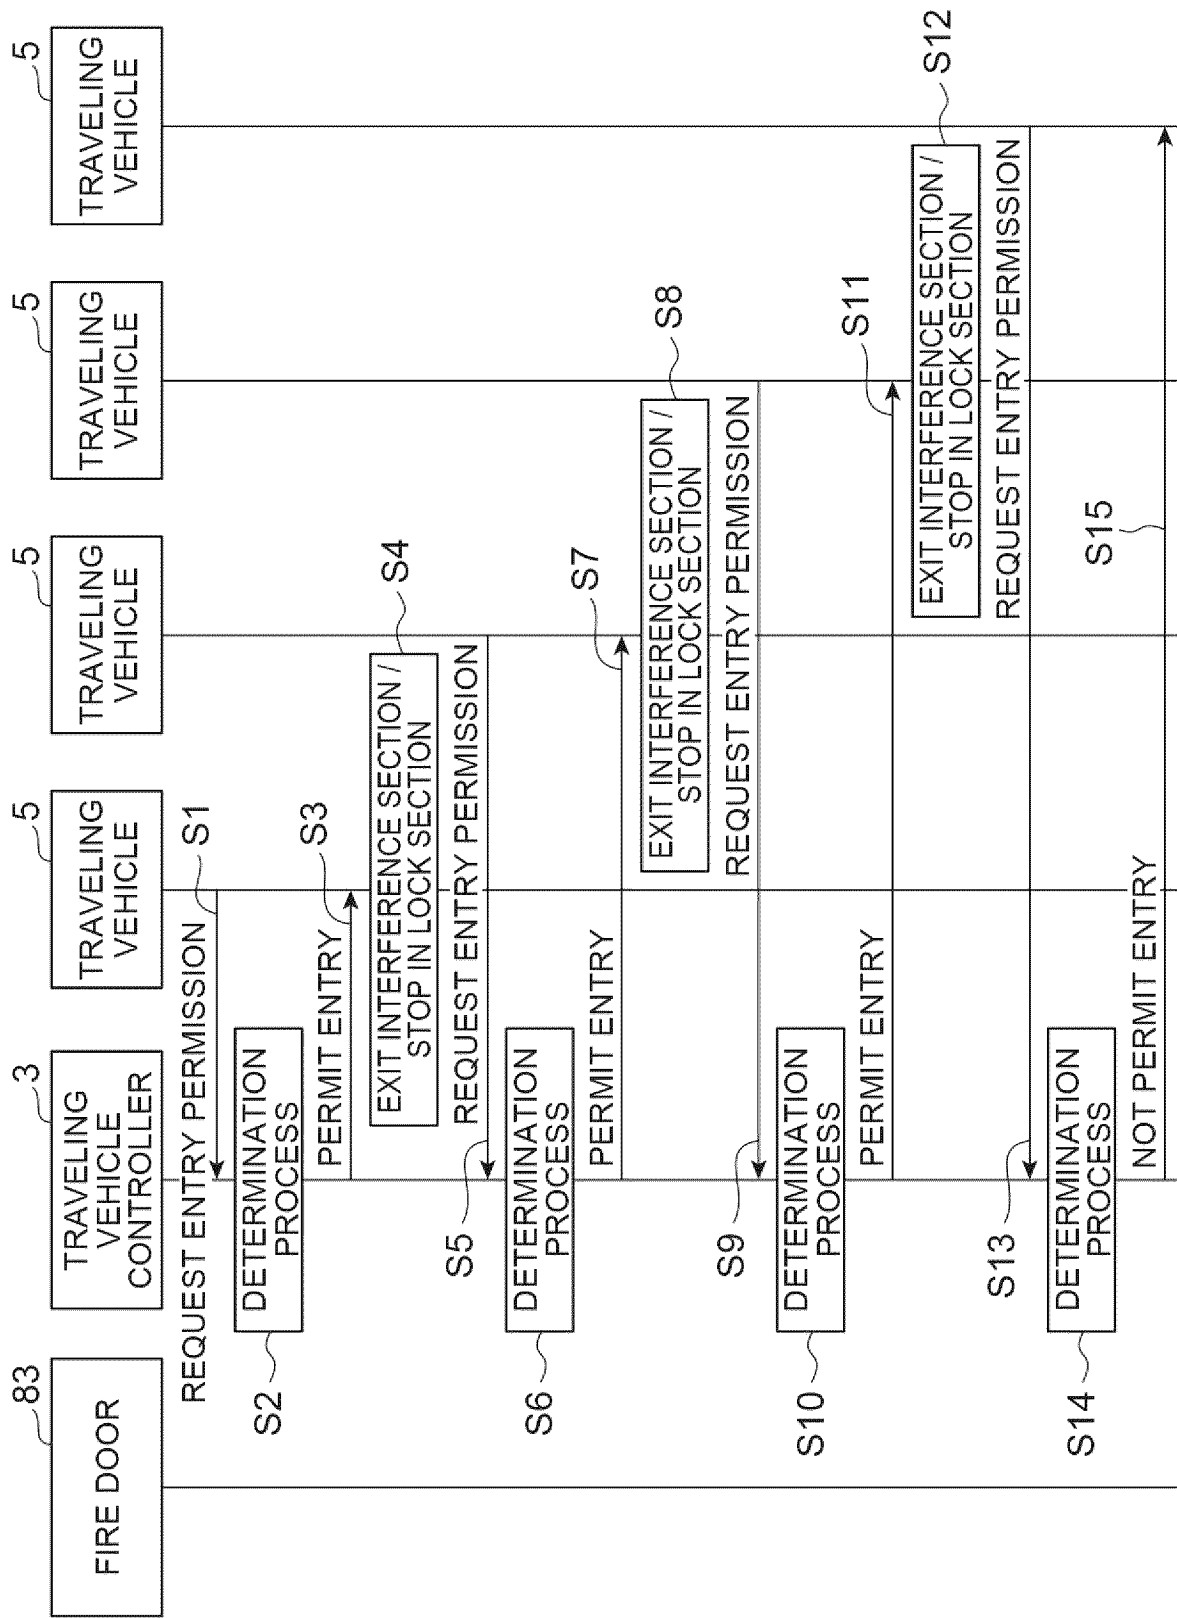 83
FIRE DOOR
3
TRAVELING
VEHICLE
CONTROLLER
5
TRAVELING
VEHICLE
5
TRAVELING
VEHICLE
5
TRAVELING
VEHICLE
5
TRAVELING
VEHICLE
REQUEST ENTRY PERMISSION
S1
S2
DETERMINATION
PROCESS
PERMIT ENTRY
S3
EXIT INTERFERENCE SECTION /
STOP IN LOCK SECTION
S4
REQUEST ENTRY PERMISSION
S5
S6
DETERMINATION
PROCESS
PERMIT ENTRY
S7
EXIT INTERFERENCE SECTION /
STOP IN LOCK SECTION
S8
REQUEST ENTRY PERMISSION
S9
S10
DETERMINATION
PROCESS
PERMIT ENTRY
S11
EXIT INTERFERENCE SECTION /
STOP IN LOCK SECTION
S12
REQUEST ENTRY PERMISSION
S13
S14
DETERMINATION
PROCESS
NOT PERMIT ENTRY
S15